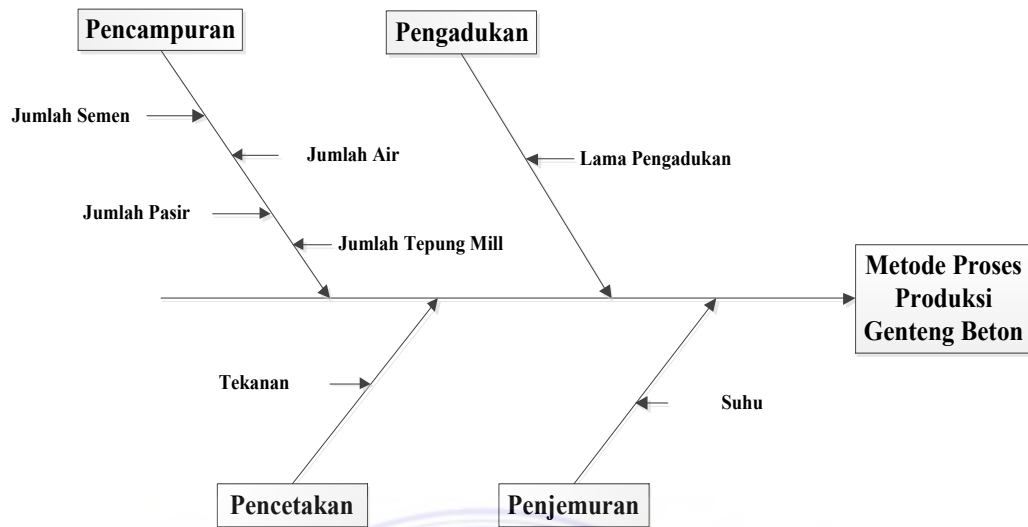 Pencampuran
Pengadukan
Jumlah Semen
Jumlah Air
Lama Pengadukan
Jumlah Pasir
Jumlah Tepung Mill
Metode Proses
Produksi
Genteng Beton
Tekanan
Suhu
Pencetakan
Penjemuran